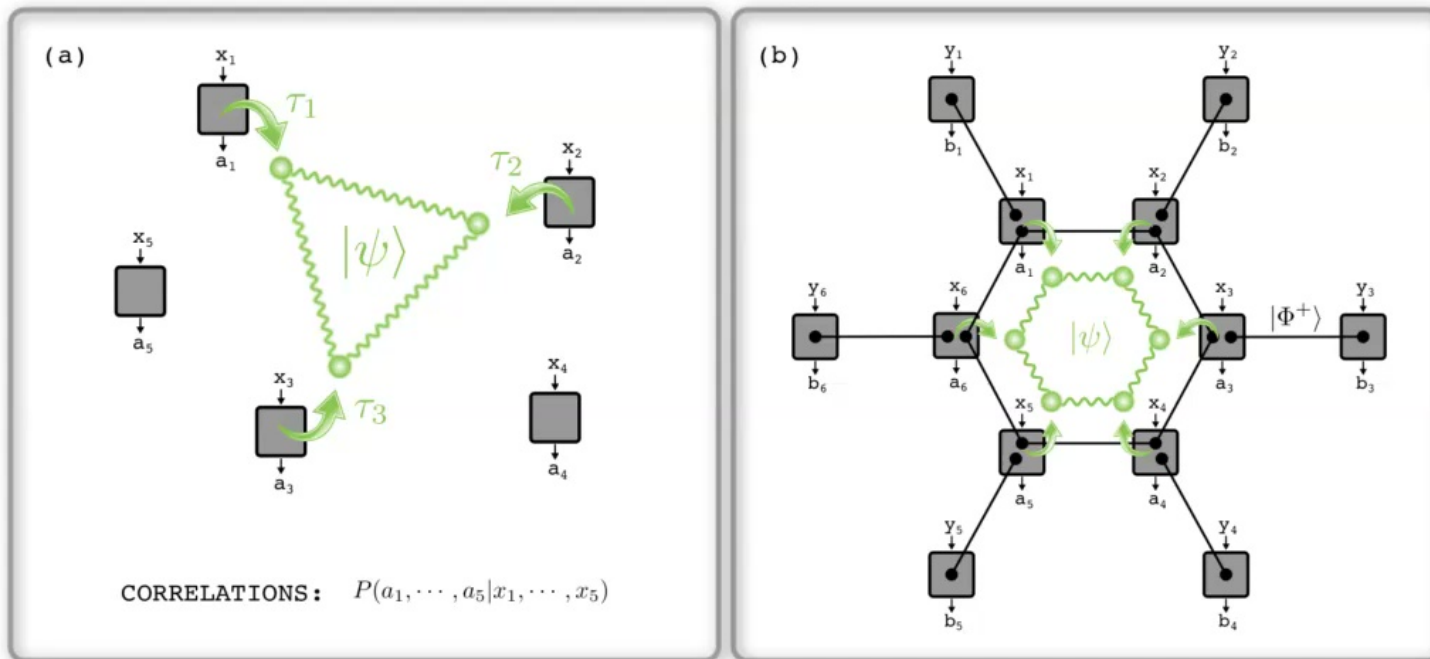 (a)
x₁
τ₁
a₁
x₂
τ₂
a₂
|ψ⟩
x₅
a₅
x₃
τ₃
a₃
x₄
a₄
CORRELATIONS: P(a₁, ⋯ , a₅|x₁, ⋯ , x₅)
(b)
y₁
b₁
y₂
b₂
x₁
a₁
x₂
a₂
y₆
b₆
x₆
a₆
|ψ⟩
x₃
a₃
|Φ⁺⟩
y₃
b₃
x₅
a₅
x₄
a₄
y₅
b₅
y₄
b₄